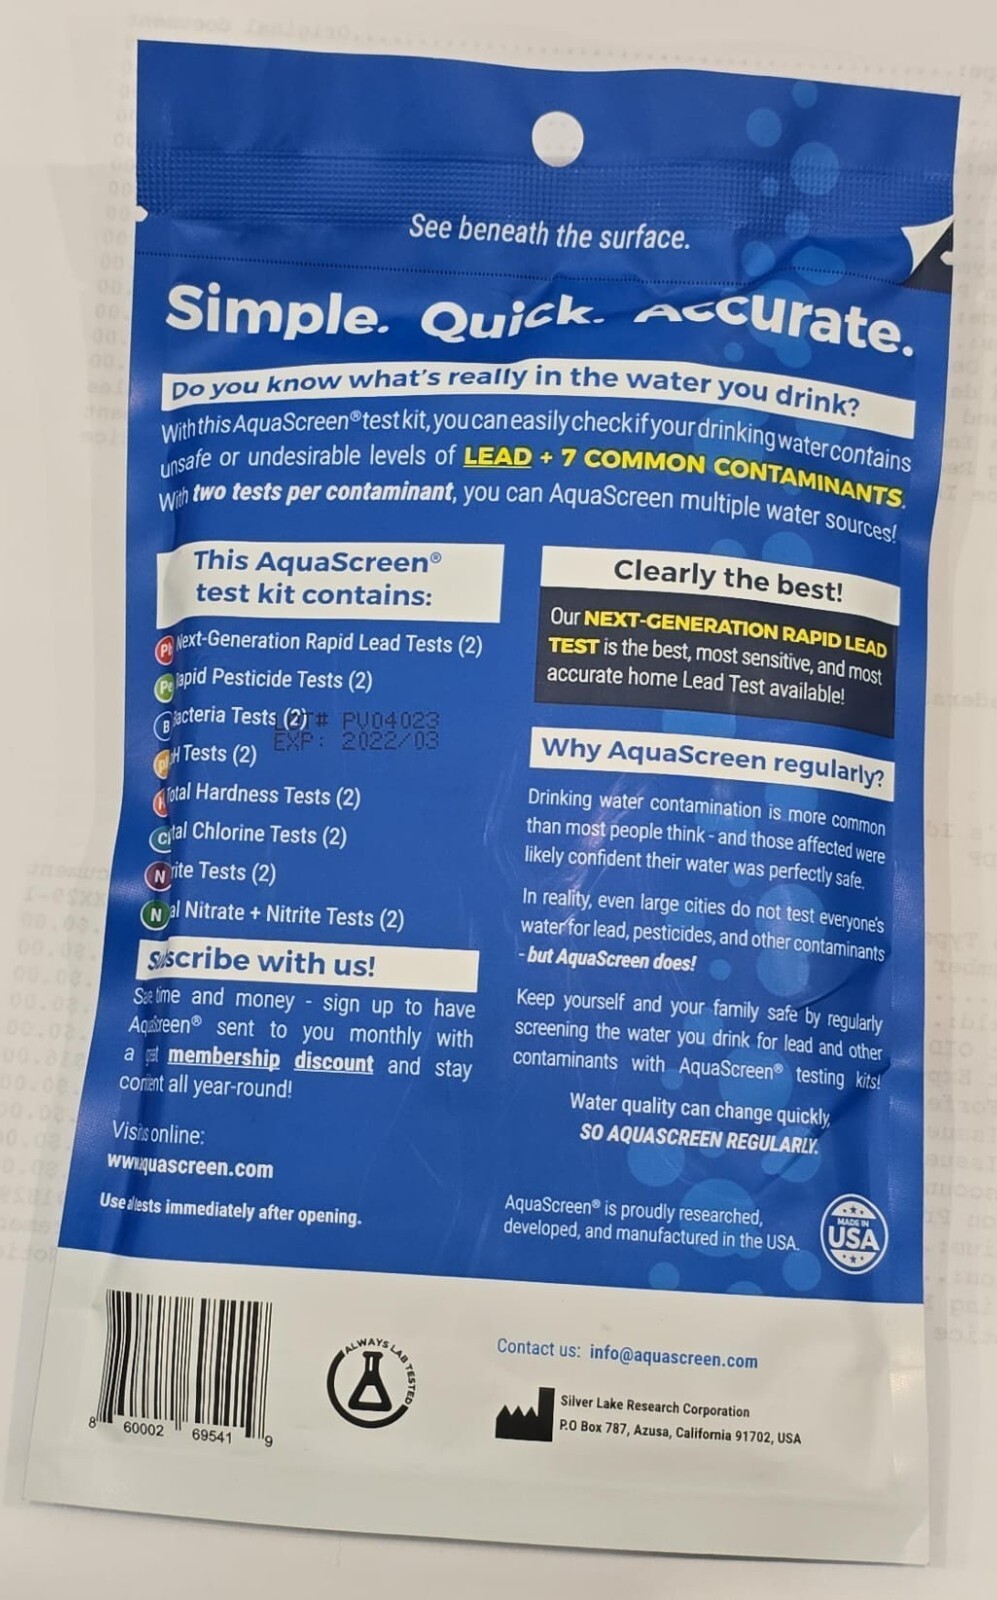 See beneath the surface.
Simple. Quick. Accurate.
Do you know what's really in the water you drink?
With this AquaScreen® test kit, you can easily check if your drinking water contains
unsafe or undesirable levels of LEAD + 7 COMMON CONTAMINANTS.
With two tests per contaminant, you can AquaScreen multiple water sources!
This AquaScreen®
test kit contains:
Next-Generation Rapid Lead Tests (2)
Pe apid Pesticide Tests (2)
B acteria Tests (2)
LOT# PV04023
EXP: 2022/03
H Tests (2)
otal Hardness Tests (2)
tal Chlorine Tests (2)
N rite Tests (2)
N al Nitrate + Nitrite Tests (2)
Subscribe with us!
Save time and money - sign up to have
AquaScreen® sent to you monthly with
a membership discount and stay
content all year-round!
Visit us online:
www.aquascreen.com
Use all tests immediately after opening.
Clearly the best!
Our NEXT-GENERATION RAPID LEAD
TEST is the best, most sensitive, and most
accurate home Lead Test available!
Why AquaScreen regularly?
Drinking water contamination is more common
than most people think - and those affected were
likely confident their water was perfectly safe.
In reality, even large cities do not test everyone's
water for lead, pesticides, and other contaminants
- but AquaScreen does!
Keep yourself and your family safe by regularly
screening the water you drink for lead and other
contaminants with AquaScreen® testing kits!
Water quality can change quickly,
SO AQUASCREEN REGULARLY.
AquaScreen® is proudly researched,
developed, and manufactured in the USA.
MADE IN
USA
8 60002 69541 9
ALWAYS LAB TESTED
Contact us: info@aquascreen.com
Silver Lake Research Corporation
P.O Box 787, Azusa, California 91702, USA